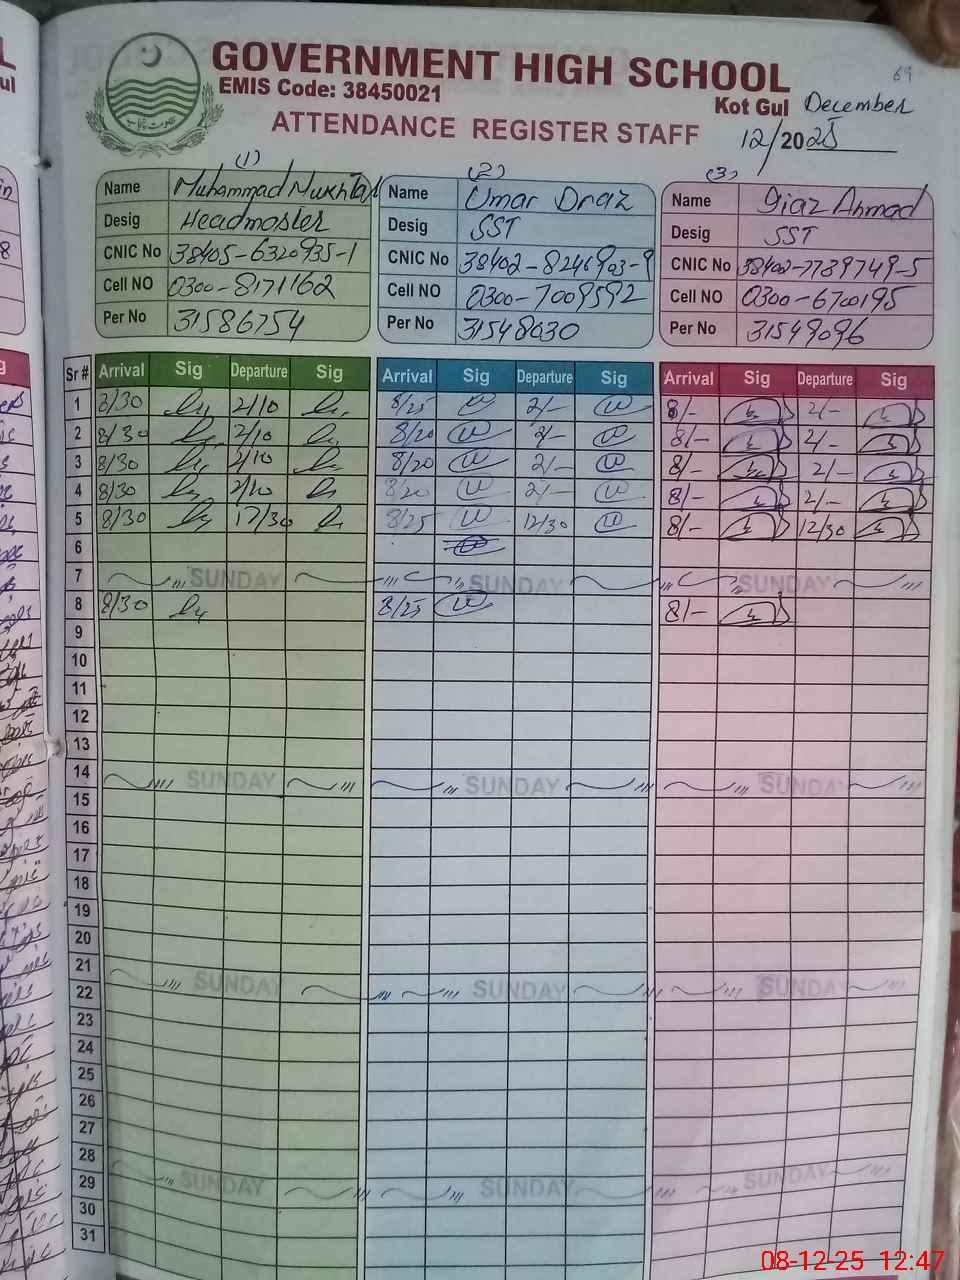 GOVERNMENT HIGH SCHOOL
69
EMIS Code: 38450021
Kot Gul December
ATTENDANCE REGISTER STAFF
12/2025
(1) (2) (3)
Name Muhammad Mukhtar Name Umar Draz Name Ijaz Ahmad
Desig Headmaster Desig SST Desig SST
CNIC No 38405-6320935-1 CNIC No 38402-8246903-9 CNIC No 38402-7789749-5
Cell NO 0300-8171162 Cell NO 0300-7009592 Cell NO 0300-6700195
Per No 31586754 Per No 31548030 Per No 31549096
Sr # Arrival Sig Departure Sig Arrival Sig Departure Sig Arrival Sig Departure Sig
1 8/30 2/10 8/25 2/- 8/- 2/-
2 8/30 2/10 8/20 2/- 8/- 2/-
3 8/30 2/10 8/20 2/- 8/- 2/-
4 8/30 2/10 8/20 2/- 8/- 2/-
5 8/30 12/30 8/25 12/30 8/- 12/30
6
7 SUNDAY SUNDAY SUNDAY
8 8/30 8/25 8/-
9
10
11
12
13
14 SUNDAY SUNDAY SUNDAY
15
16
17
18
19
20
21 SUNDAY SUNDAY SUNDAY
22
23
24
25
26
27
28 SUNDAY SUNDAY SUNDAY
29
30
31
08-12-25 12:47